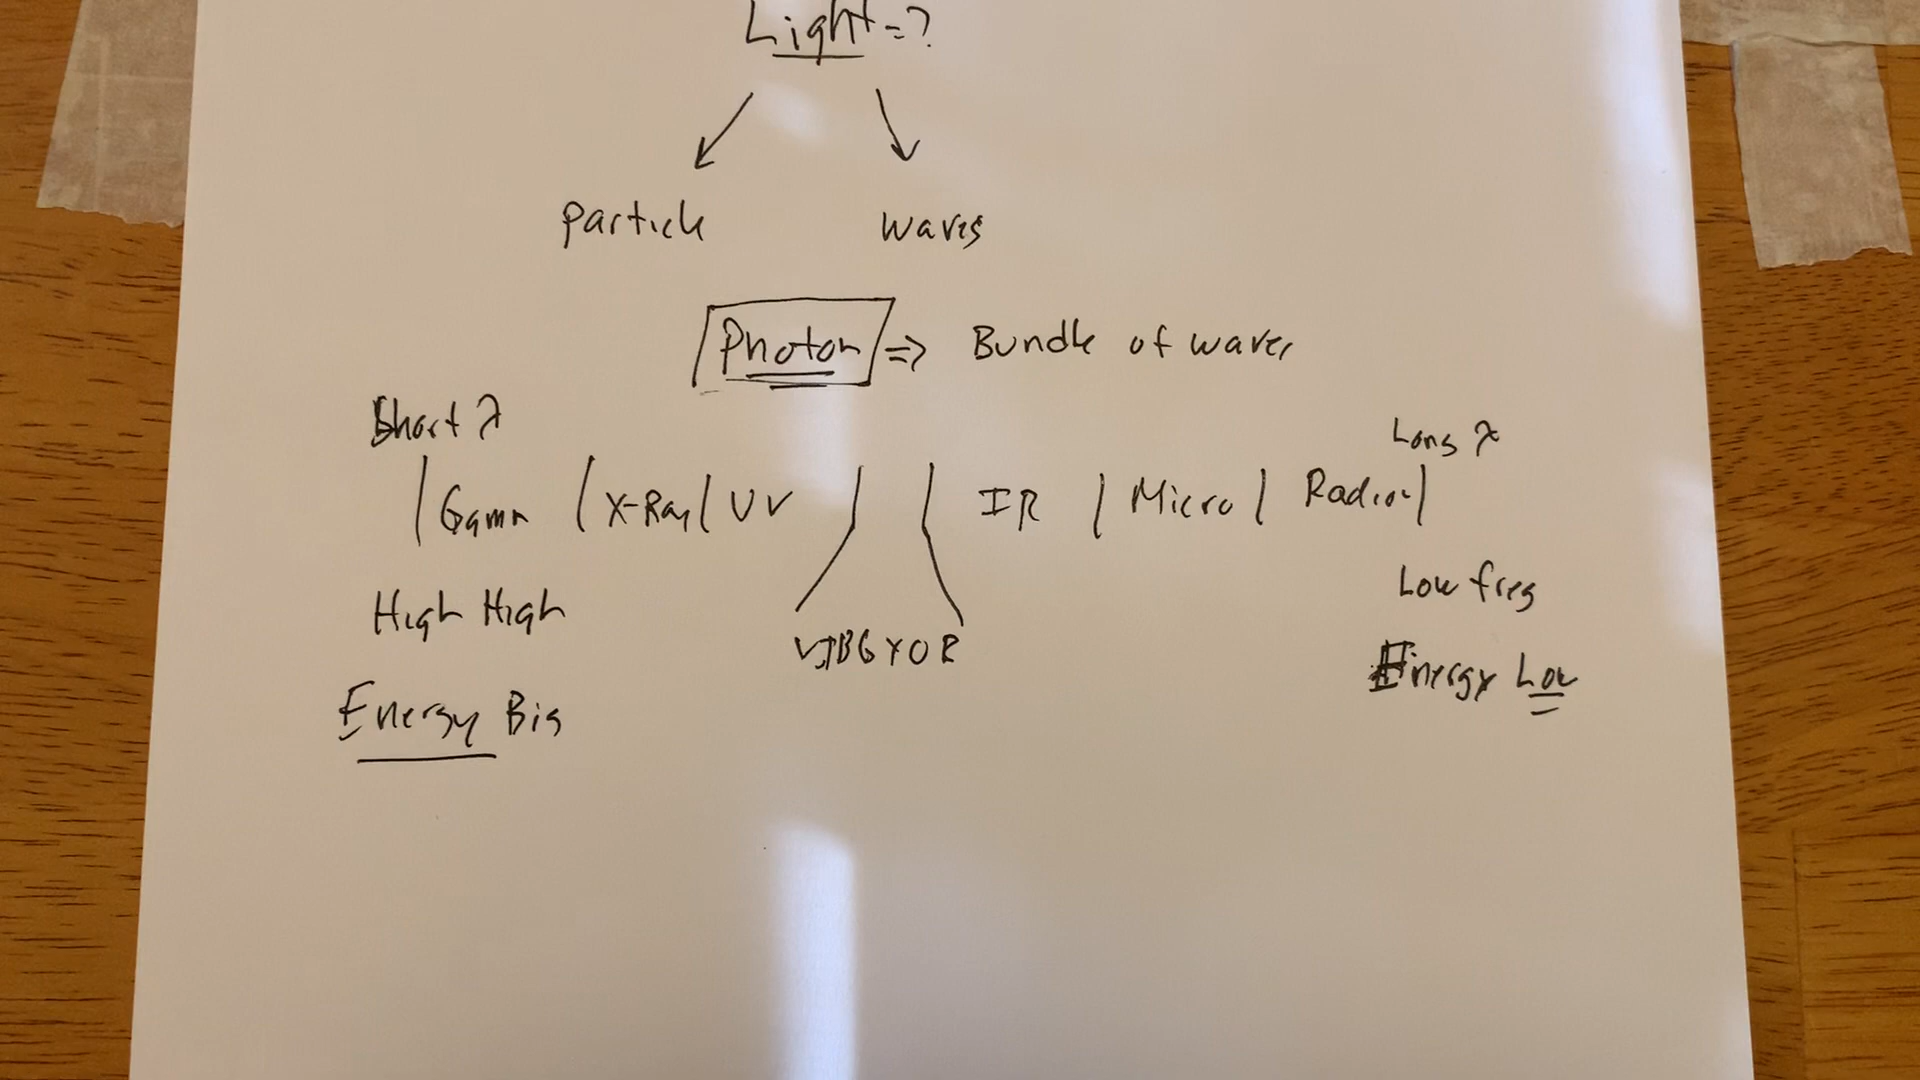 Light = ?
particle waves
Photon => Bundle of waves
Short λ Long λ
| Gamm | X-Ray | UV | | IR | Micro | Radio |
High High Low freq
VIBGYOR
Energy Big Energy Low